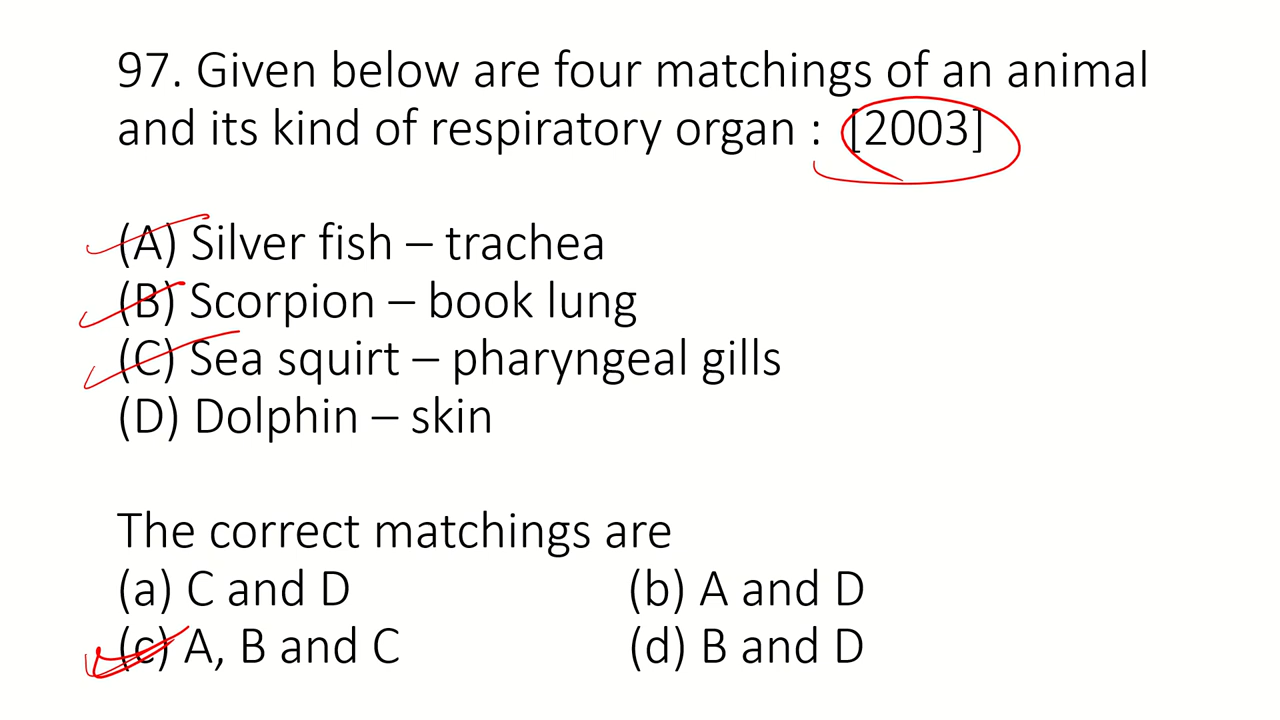 97. Given below are four matchings of an animal
and its kind of respiratory organ : [2003]
(A) Silver fish – trachea
(B) Scorpion – book lung
(C) Sea squirt – pharyngeal gills
(D) Dolphin – skin
The correct matchings are
(a) C and D (b) A and D
(c) A, B and C (d) B and D